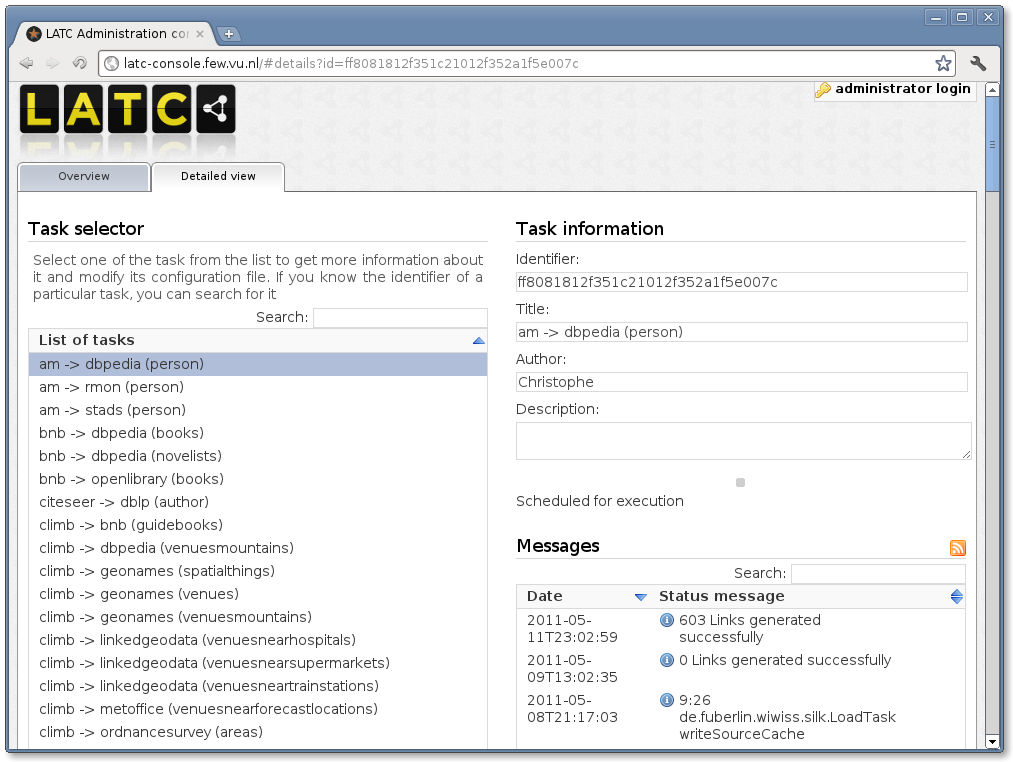 LATC Administration co
latc-console.few.vu.nl/#details?id=ff8081812f351c21012f352a1f5e007c
LATC
administrator login
Overview
Detailed view
Task selector
Select one of the task from the list to get more information about
it and modify its configuration file. If you know the identifier of a
particular task, you can search for it
Search:
List of tasks
am -> dbpedia (person)
am -> rmon (person)
am -> stads (person)
bnb -> dbpedia (books)
bnb -> dbpedia (novelists)
bnb -> openlibrary (books)
citeseer -> dblp (author)
climb -> bnb (guidebooks)
climb -> dbpedia (venuesmountains)
climb -> geonames (spatialthings)
climb -> geonames (venues)
climb -> geonames (venuesmountains)
climb -> linkedgeodata (venuesnearhospitals)
climb -> linkedgeodata (venuesnearsupermarkets)
climb -> linkedgeodata (venuesneartrainstations)
climb -> metoffice (venuesnearforecastlocations)
climb -> ordnancesurvey (areas)
Task information
Identifier:
ff8081812f351c21012f352a1f5e007c
Title:
am -> dbpedia (person)
Author:
Christophe
Description:
Scheduled for execution
Messages
Search:
Date
Status message
2011-05-
11T23:02:59
603 Links generated
successfully
2011-05-
09T13:02:35
0 Links generated successfully
2011-05-
08T21:17:03
9:26
de.fuberlin.wiwiss.silk.LoadTask
writeSourceCache